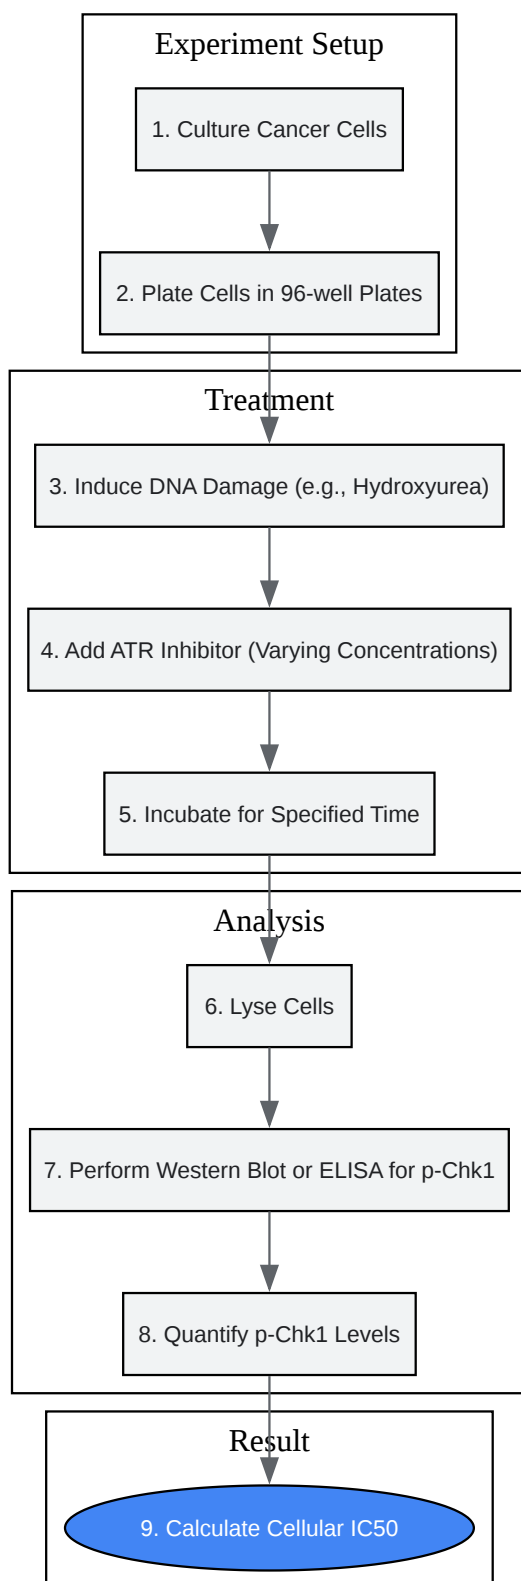 Experiment Setup
1. Culture Cancer Cells
2. Plate Cells in 96-well Plates
Treatment
3. Induce DNA Damage (e.g., Hydroxyurea)
4. Add ATR Inhibitor (Varying Concentrations)
5. Incubate for Specified Time
Analysis
6. Lyse Cells
7. Perform Western Blot or ELISA for p-Chk1
8. Quantify p-Chk1 Levels
Result
9. Calculate Cellular IC50